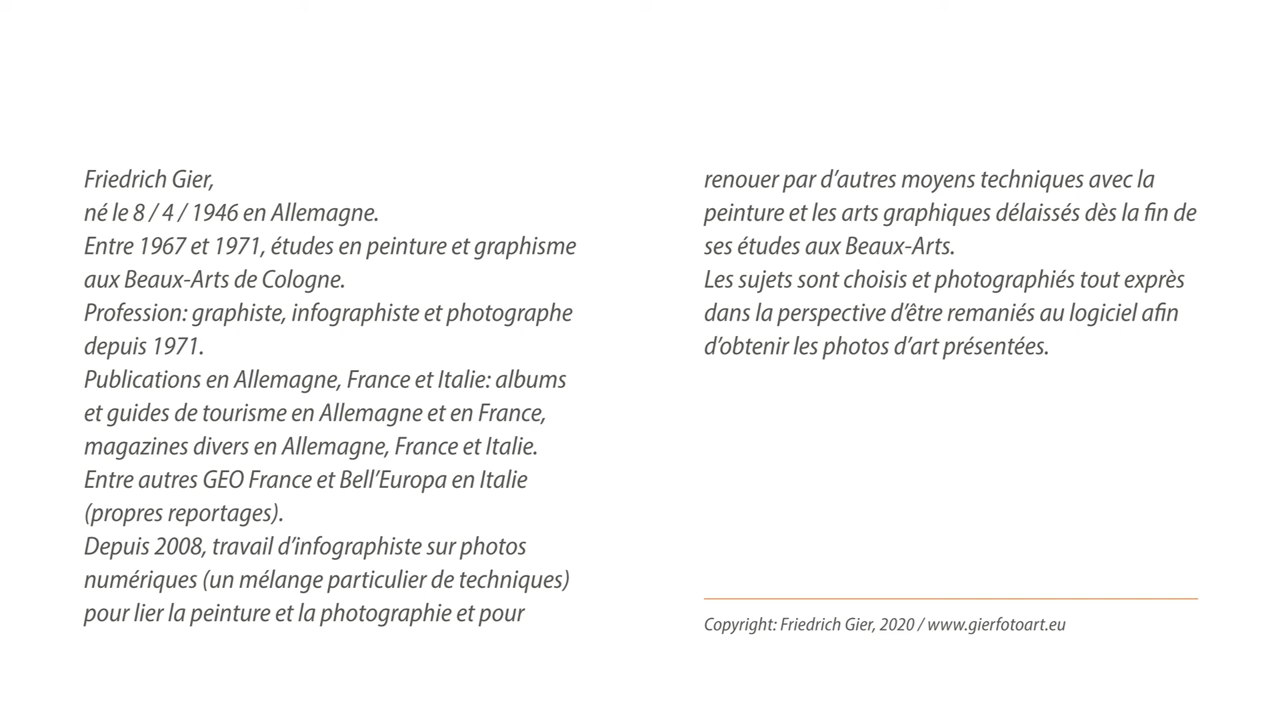 Friedrich Gier,
né le 8 / 4 / 1946 en Allemagne.
Entre 1967 et 1971, études en peinture et graphisme
aux Beaux-Arts de Cologne.
Profession: graphiste, infographiste et photographe
depuis 1971.
Publications en Allemagne, France et Italie: albums
et guides de tourisme en Allemagne et en France,
magazines divers en Allemagne, France et Italie.
Entre autres GEO France et Bell’Europa en Italie
(propres reportages).
Depuis 2008, travail d’infographiste sur photos
numériques (un mélange particulier de techniques)
pour lier la peinture et la photographie et pour
renouer par d’autres moyens techniques avec la
peinture et les arts graphiques délaissés dès la fin de
ses études aux Beaux-Arts.
Les sujets sont choisis et photographiés tout exprès
dans la perspective d’être remaniés au logiciel afin
d’obtenir les photos d’art présentées.
Copyright: Friedrich Gier, 2020 / www.gierfotoart.eu